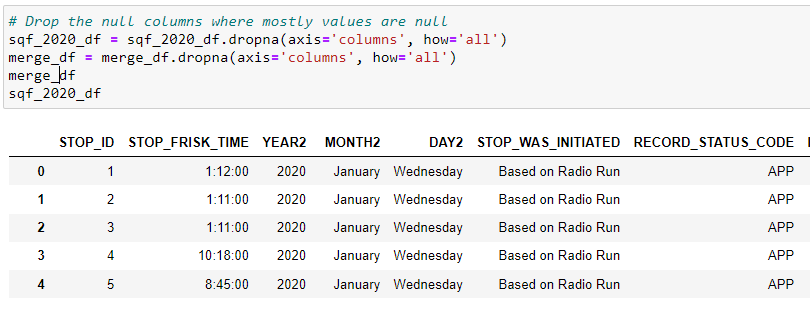 # Drop the null columns where mostly values are null
sqf_2020_df = sqf_2020_df.dropna(axis='columns', how='all')
merge_df = merge_df.dropna(axis='columns', how='all')
merge_df
sqf_2020_df
STOP_ID STOP_FRISK_TIME YEAR2 MONTH2 DAY2 STOP_WAS_INITIATED RECORD_STATUS_CODE
0 1 1:12:00 2020 January Wednesday Based on Radio Run APP
1 2 1:11:00 2020 January Wednesday Based on Radio Run APP
2 3 1:11:00 2020 January Wednesday Based on Radio Run APP
3 4 10:18:00 2020 January Wednesday Based on Radio Run APP
4 5 8:45:00 2020 January Wednesday Based on Radio Run APP